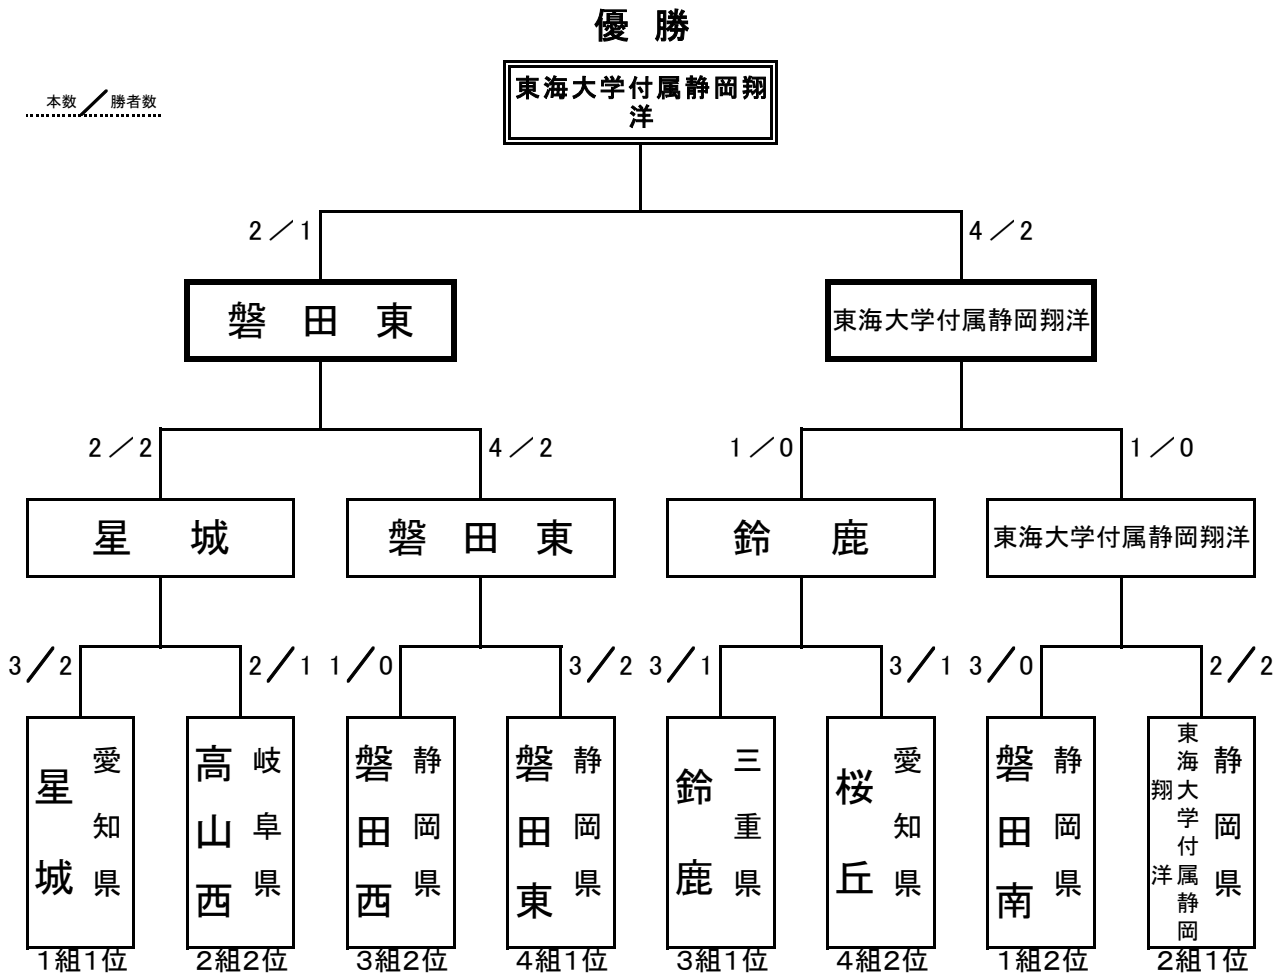 優 勝
東海大学付属静岡翔
洋
本数／勝者数
2／1
4／2
磐 田 東
東海大学付属静岡翔洋
2／2
4／2
1／0
1／0
星 城
磐 田 東
鈴 鹿
東海大学付属静岡翔洋
3／2
2／1
1／0
3／2
3／1
3／1
3／0
2／2
愛知県
星城
岐阜県
高山西
静岡県
磐田西
静岡県
磐田東
三重県
鈴鹿
愛知県
桜丘
静岡県
磐田南
静岡県
東海大学付属静岡
翔洋
1組1位
2組2位
3組2位
4組1位
3組1位
4組2位
1組2位
2組1位